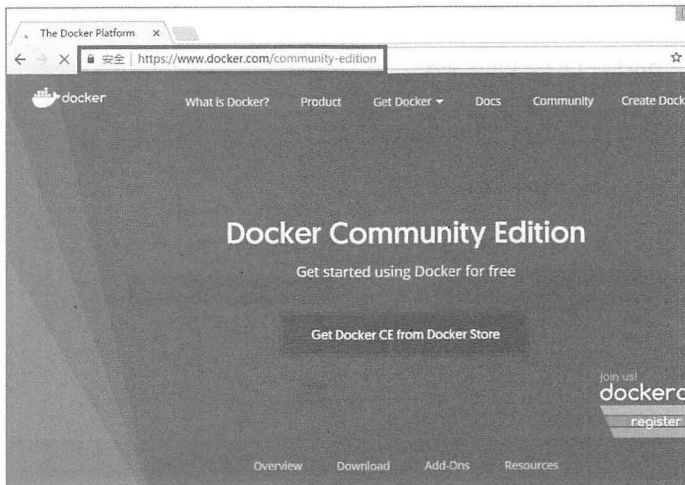 The Docker Platform
安全 | https://www.docker.com/community-edition
docker
What is Docker? Product Get Docker Docs Community Create Dock
Docker Community Edition
Get started using Docker for free
Get Docker CE from Docker Store
join us!
dockerc
register
Overview Download Add-Ons Resources